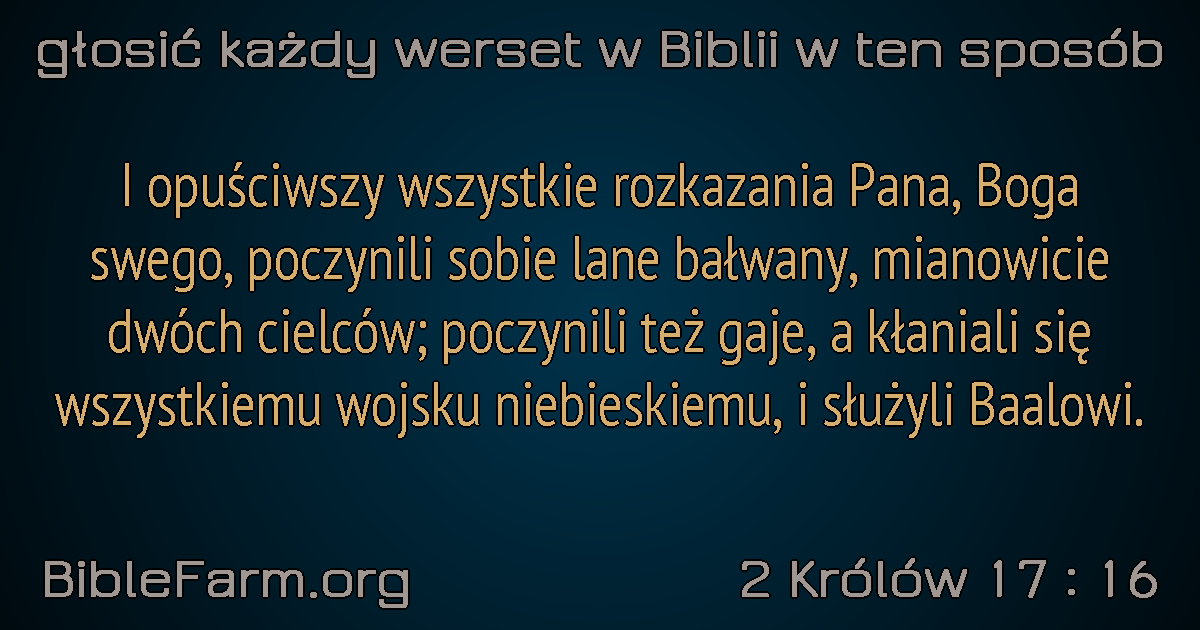 głosić każdy werset w Biblii w ten sposób
I opuściwszy wszystkie rozkazania Pana, Boga
swego, poczynili sobie lane bałwany, mianowicie
dwóch cielców; poczynili też gaje, a kłaniali się
wszystkiemu wojsku niebieskiemu, i służyli Baalowi.
BibleFarm.org
2 Królów 17 : 16